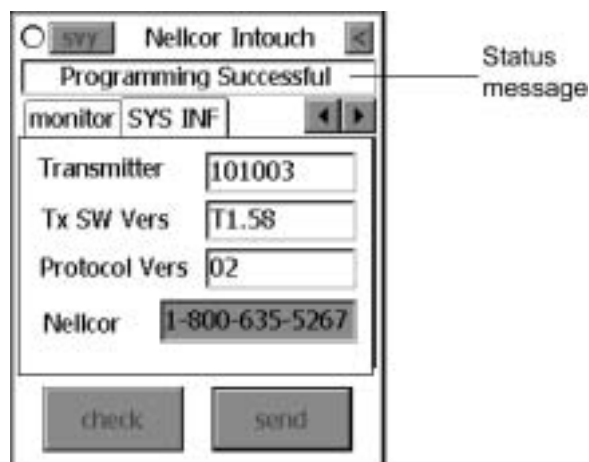 svy Nellcor Intouch <
Programming Successful
Status
message
monitor SYS INF
Transmitter 101003
Tx SW Vers T1.58
Protocol Vers 02
Nellcor 1-800-635-5267
check send